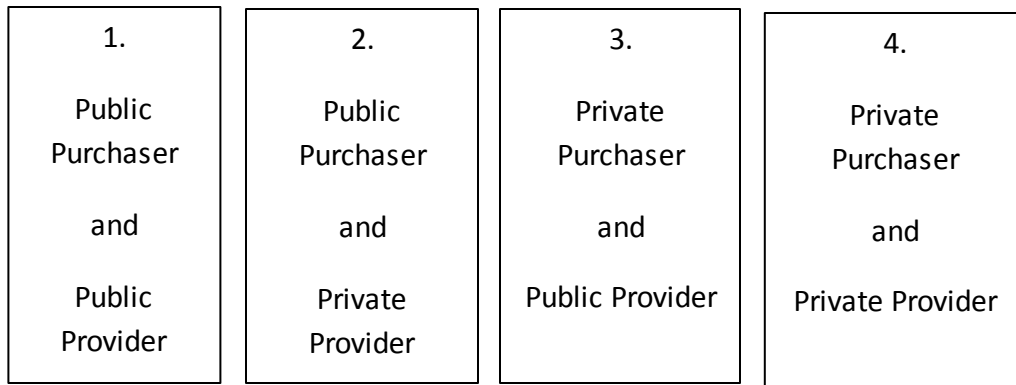 1.
Public
Purchaser
and
Public
Provider
2.
Public
Purchaser
and
Private
Provider
3.
Private
Purchaser
and
Public Provider
4.
Private
Purchaser
and
Private Provider